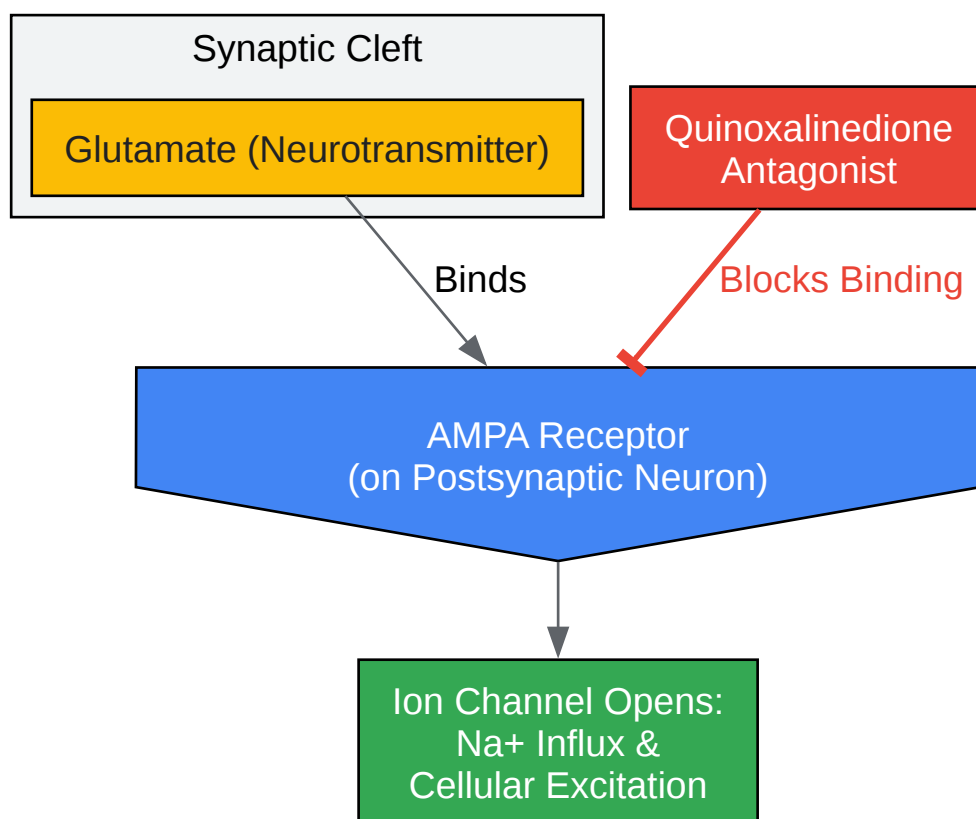 Synaptic Cleft
Glutamate (Neurotransmitter)
Quinoxalinedione
Antagonist
Binds
Blocks Binding
AMPA Receptor
(on Postsynaptic Neuron)
Ion Channel Opens:
Na+ Influx &
Cellular Excitation